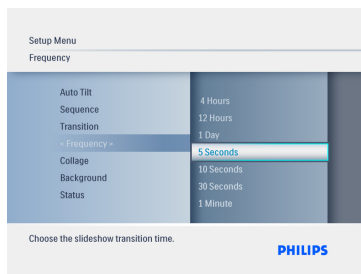 Setup Menu
Frequency
Auto Tilt
Sequence
Transition
« Frequency »
Collage
Background
Status
4 Hours
12 Hours
1 Day
5 Seconds
10 Seconds
30 Seconds
1 Minute
Choose the slideshow transition time.
PHILIPS